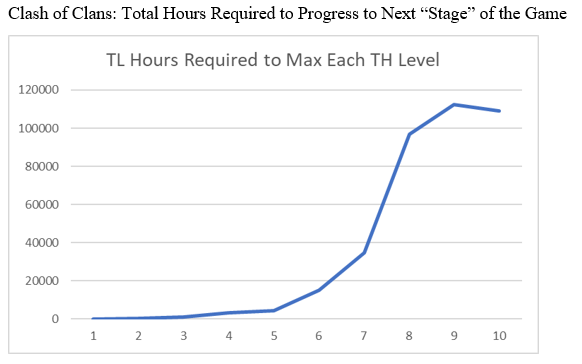 Clash of Clans: Total Hours Required to Progress to Next “Stage” of the Game
TL Hours Required to Max Each TH Level
120000
100000
80000
60000
40000
20000
0
1 2 3 4 5 6 7 8 9 10